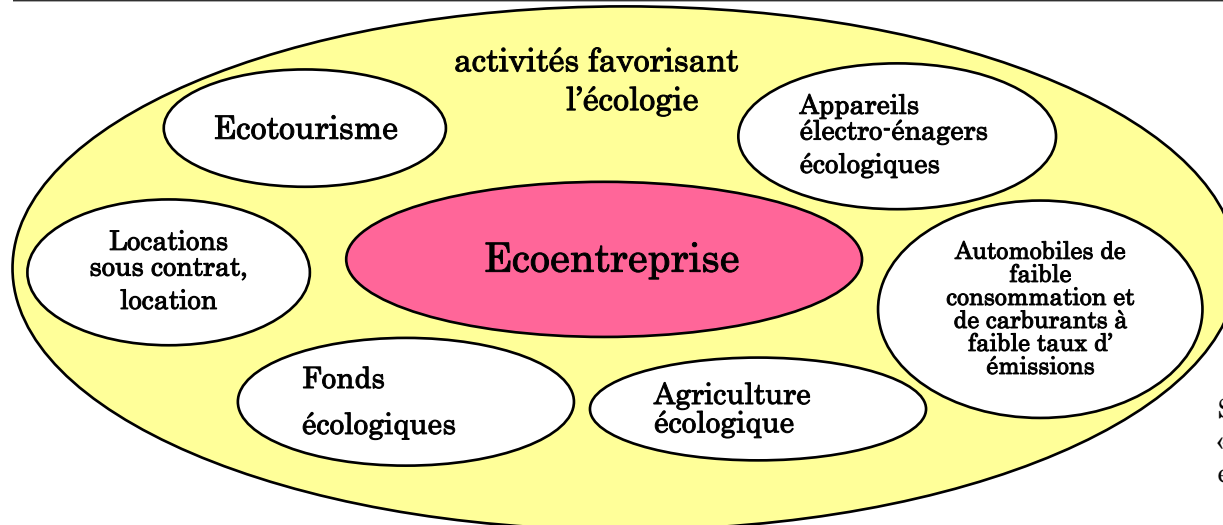 activités favorisant
l'écologie
Ecotourisme
Appareils
électro-énagers
écologiques
Locations
sous contrat,
location
Ecoentreprise
Automobiles de
faible
consommation et
de carburants à
faible taux d'
émissions
Fonds
écologiques
Agriculture
écologique